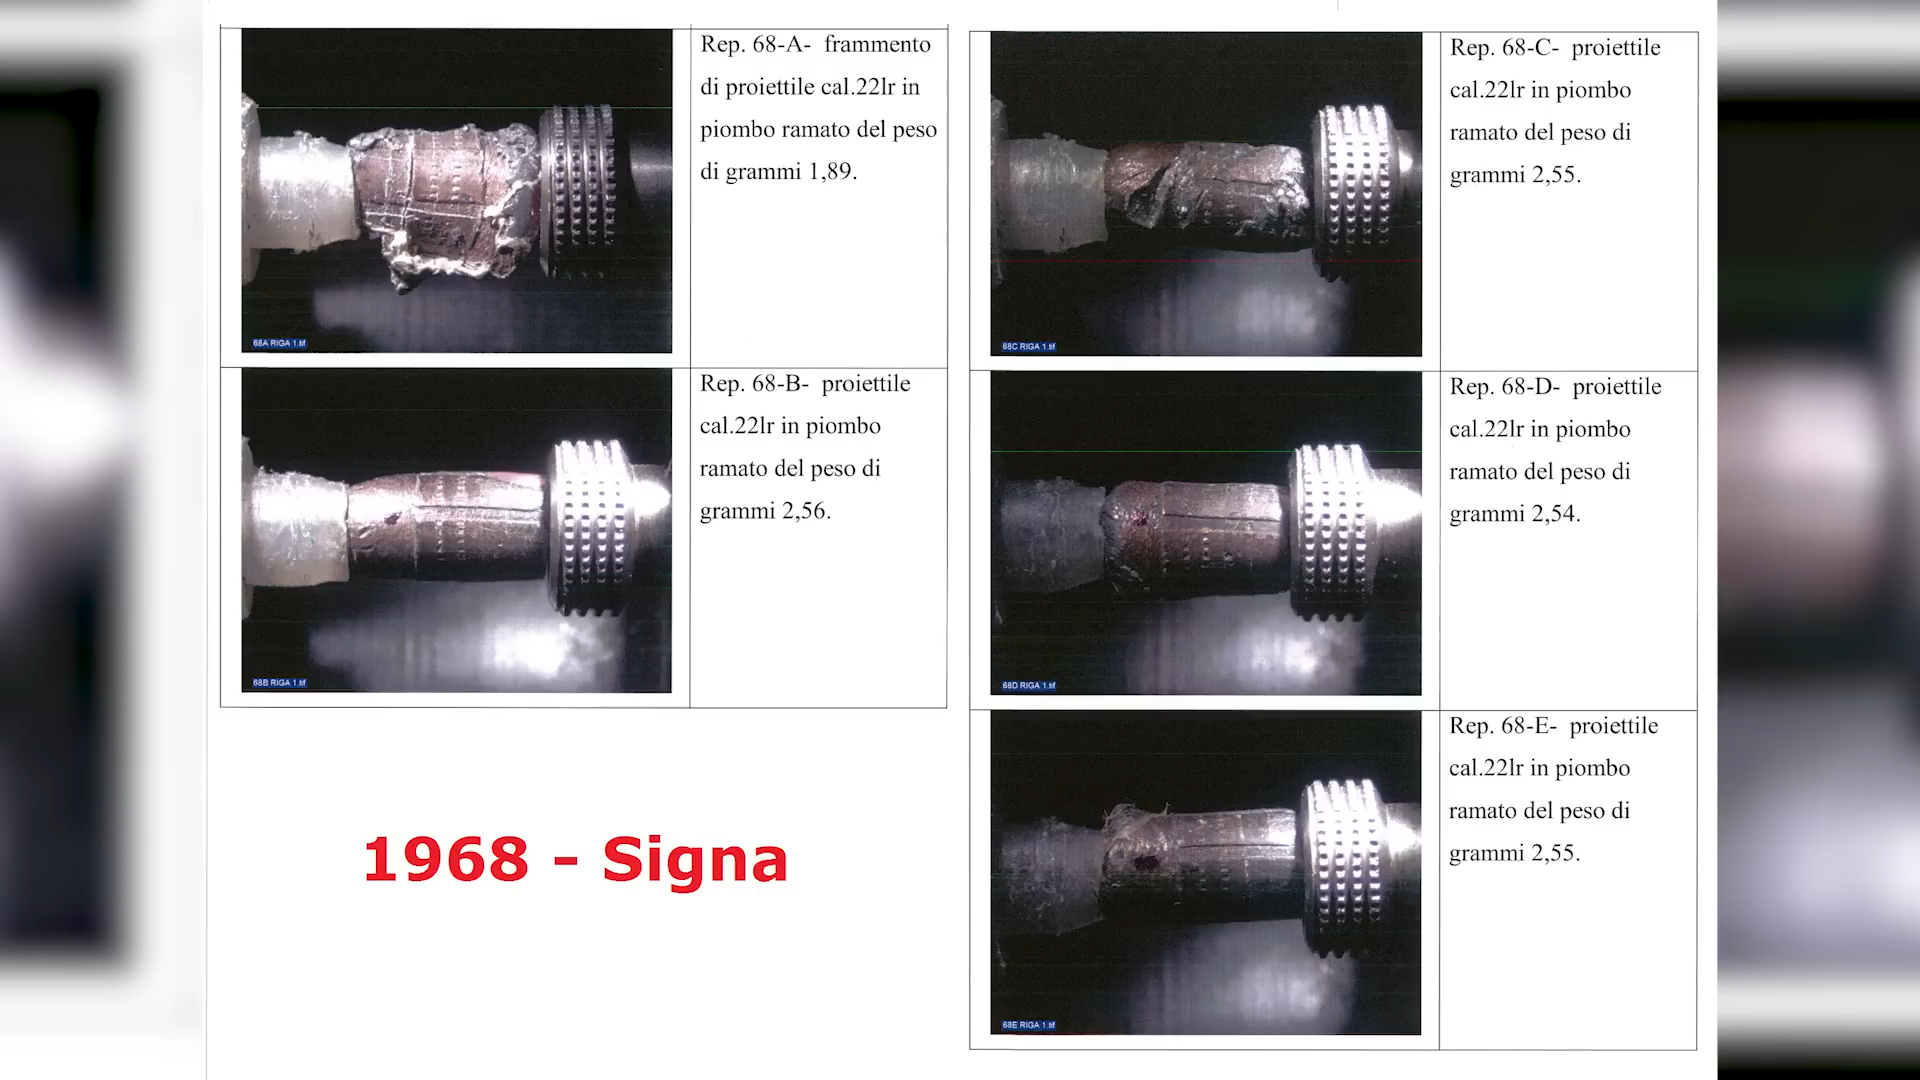 Rep. 68-A- frammento
di proiettile cal.22lr in
piombo ramato del peso
di grammi 1,89.
68A RIGA 1.tif
Rep. 68-B- proiettile
cal.22lr in piombo
ramato del peso di
grammi 2,56.
68B RIGA 1.tif
1968 - Signa
Rep. 68-C- proiettile
cal.22lr in piombo
ramato del peso di
grammi 2,55.
68C RIGA 1.tif
Rep. 68-D- proiettile
cal.22lr in piombo
ramato del peso di
grammi 2,54.
68D RIGA 1.tif
Rep. 68-E- proiettile
cal.22lr in piombo
ramato del peso di
grammi 2,55.
68E RIGA 1.tif